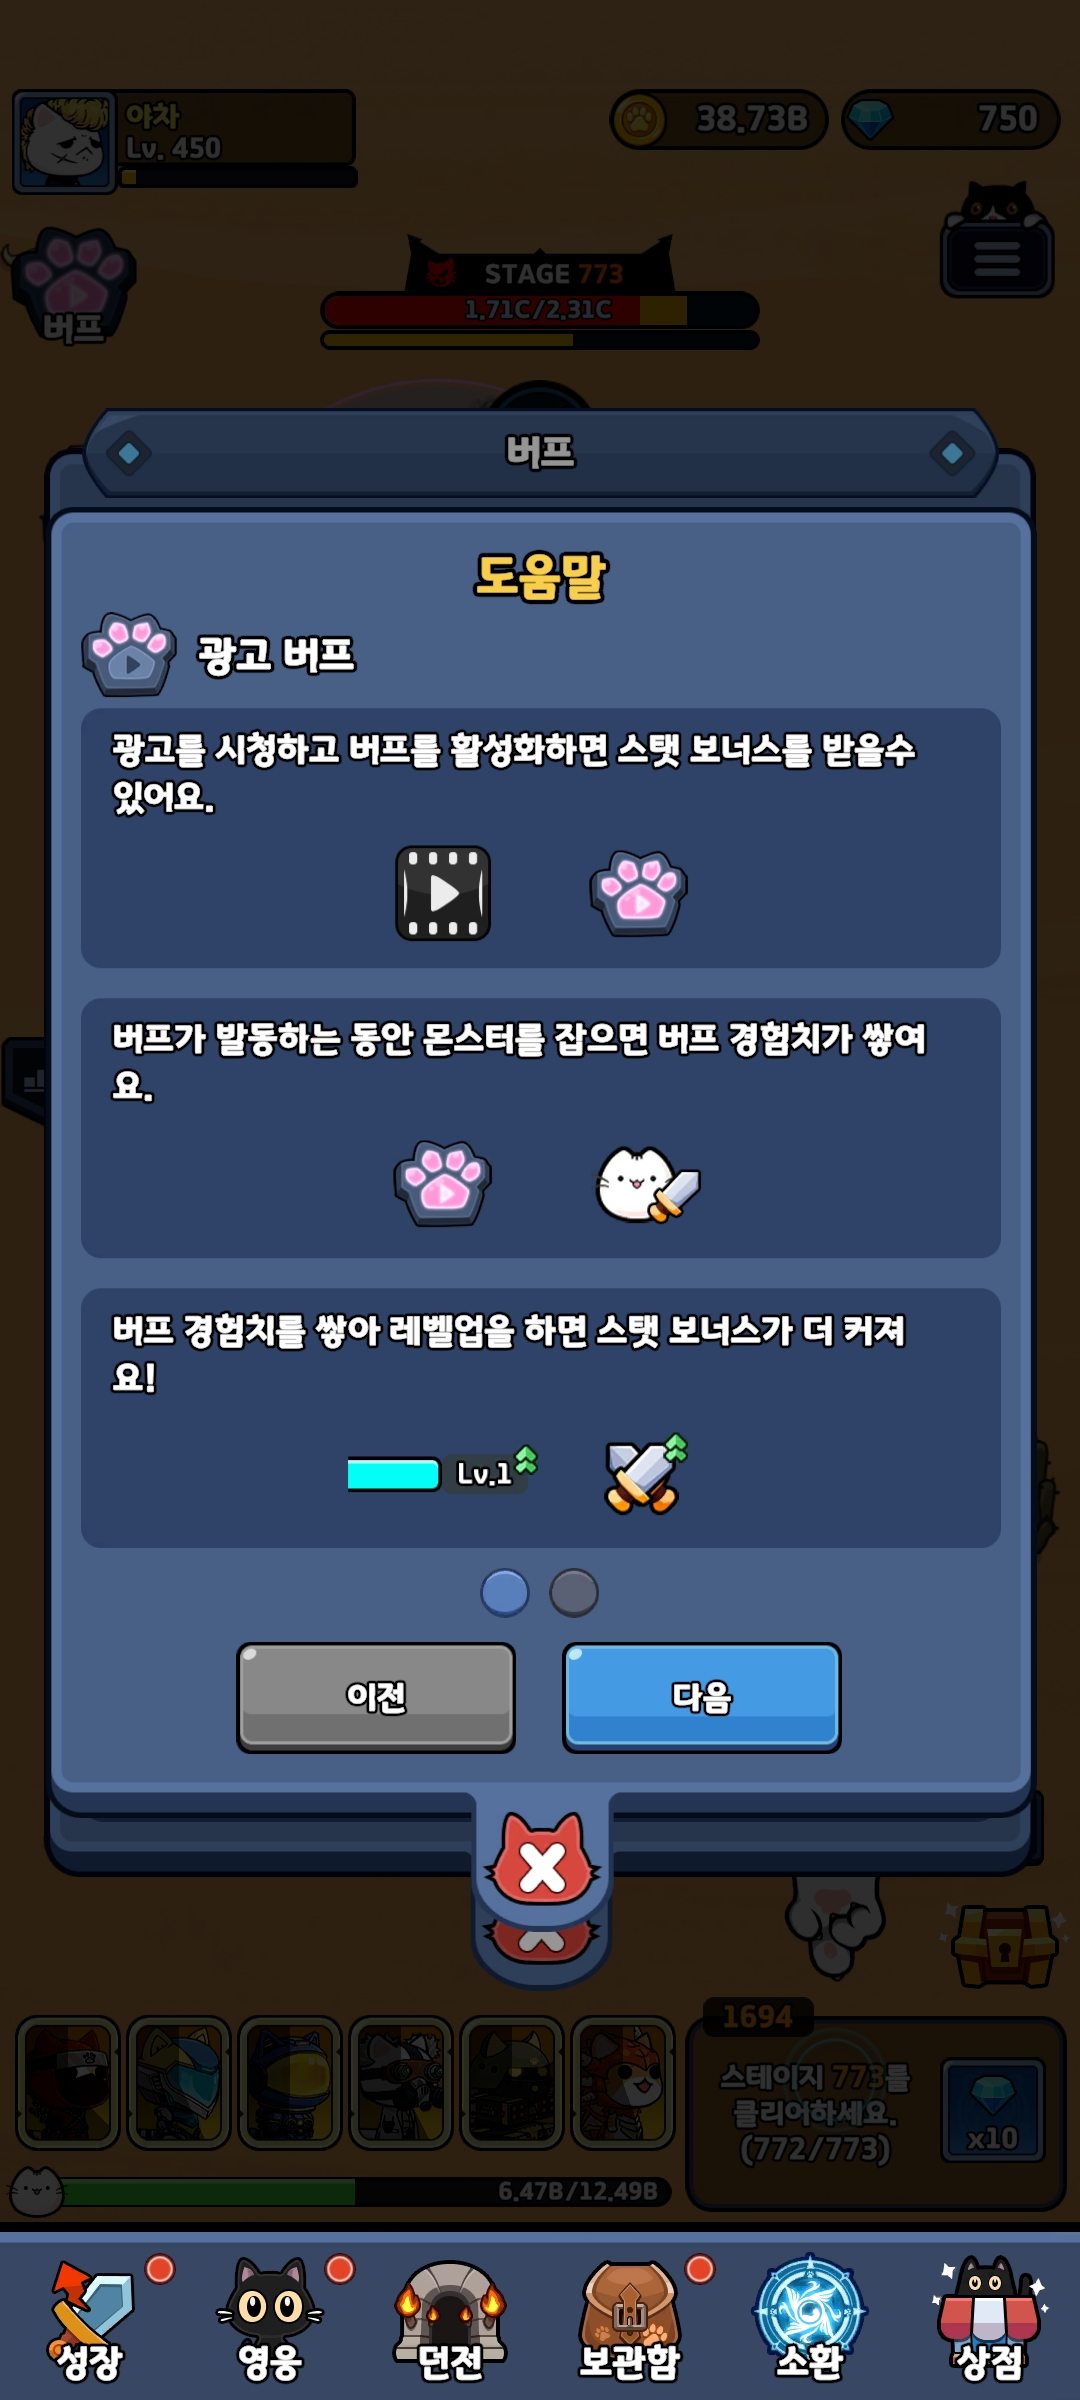 야차
Lv. 450
38.73B
750
버프
STAGE 773
1.71C/2.31C
버프
도움말
광고 버프
광고를 시청하고 버프를 활성화하면 스탯 보너스를 받을수
있어요.
버프가 발동하는 동안 몬스터를 잡으면 버프 경험치가 쌓여
요.
버프 경험치를 쌓아 레벨업을 하면 스탯 보너스가 더 커져
요!
Lv.1
이전
다음
1694
스테이지 773를
클리어하세요.
(772/773)
x10
6.47B/12.49B
성장
영웅
던전
보관함
소환
상점